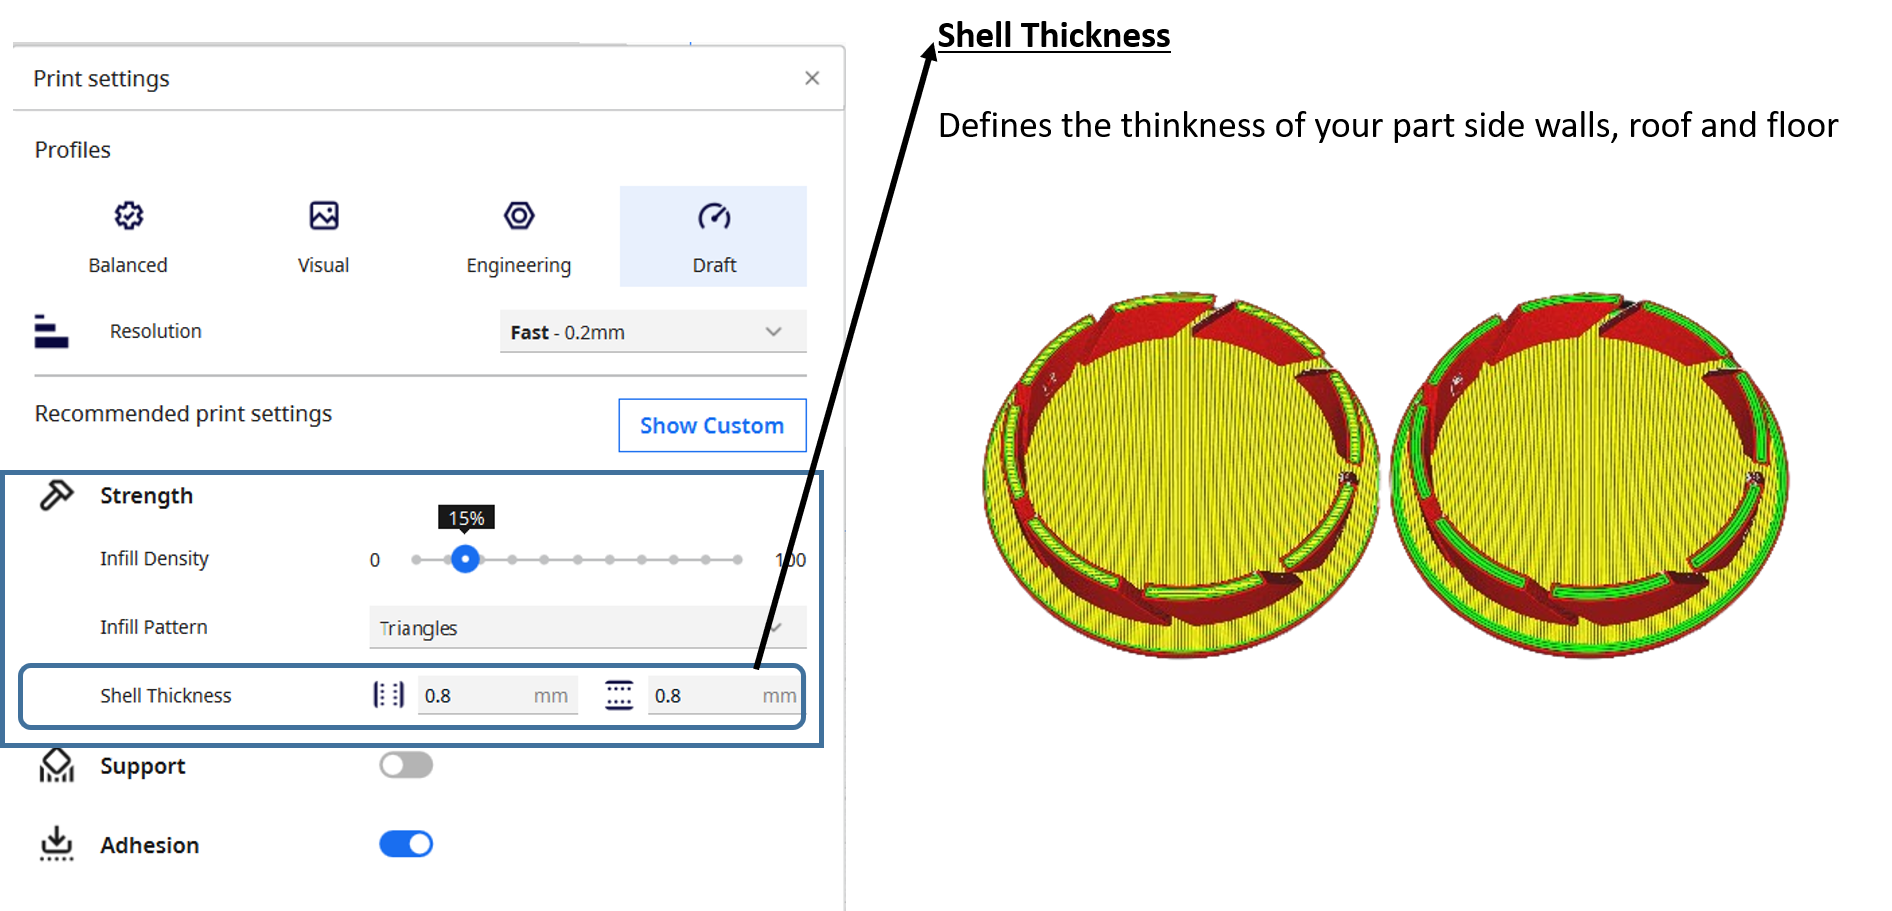 Shell Thickness
Defines the thinkness of your part side walls, roof and floor
Print settings
Profiles
Balanced Visual Engineering Draft
Resolution Fast - 0.2mm
Recommended print settings Show Custom
Strength
15%
Infill Density 0 100
Infill Pattern Triangles
Shell Thickness 0.8 mm 0.8 mm
Support
Adhesion